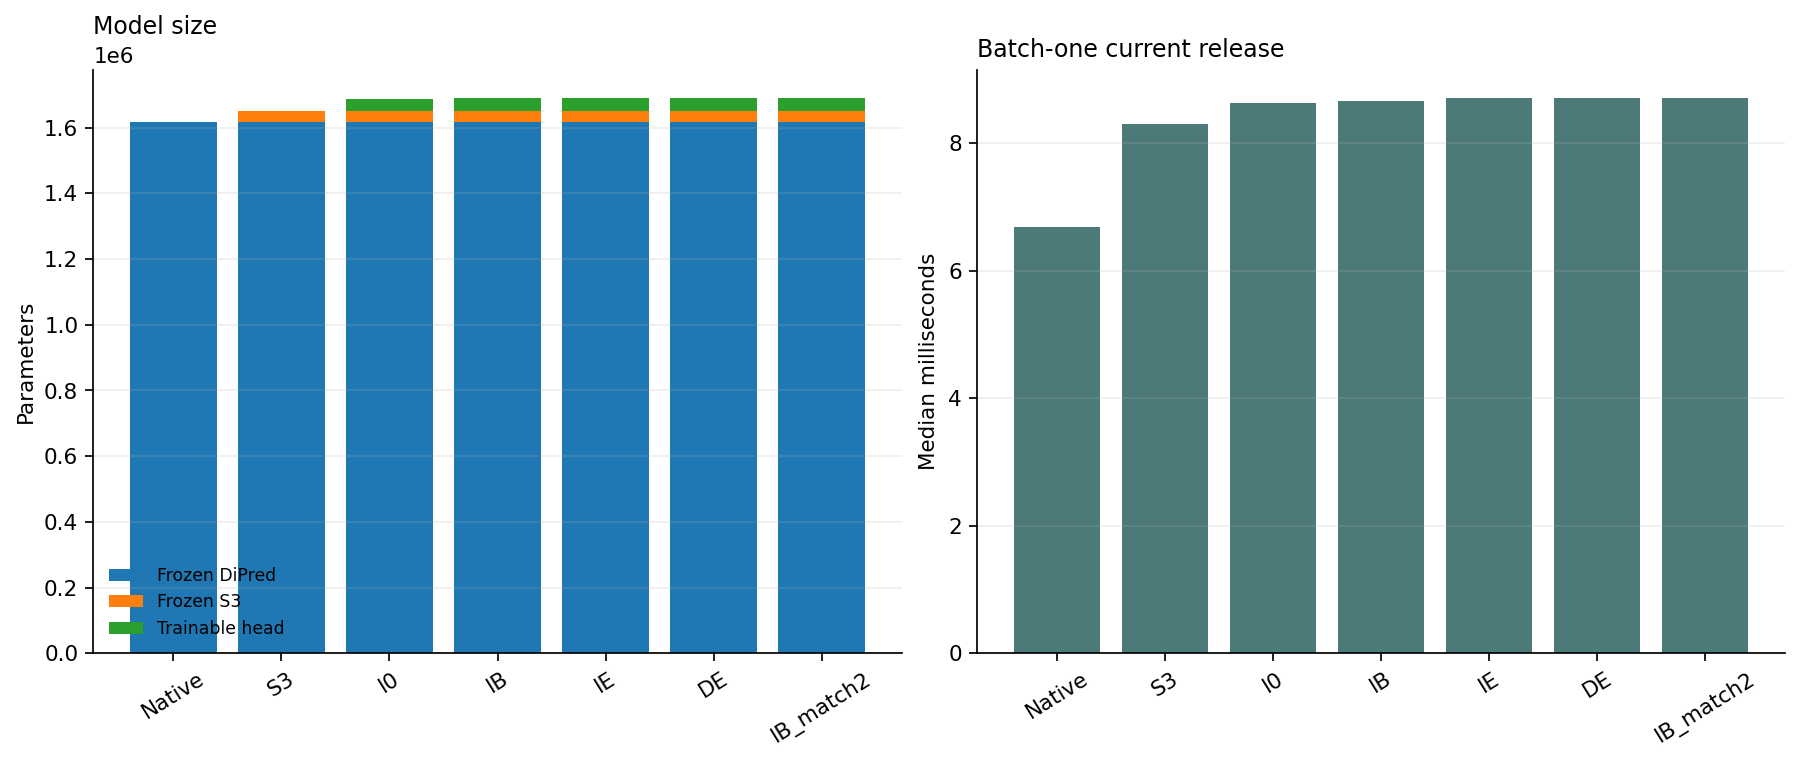 Model size
1e6
1.6
1.4
1.2
1.0
0.8
0.6
0.4
0.2
0.0
Parameters
Frozen DiPred
Frozen S3
Trainable head
Native
S3
I0
IB
IE
DE
IB_match2
Batch-one current release
8
6
4
2
0
Median milliseconds
Native
S3
I0
IB
IE
DE
IB_match2